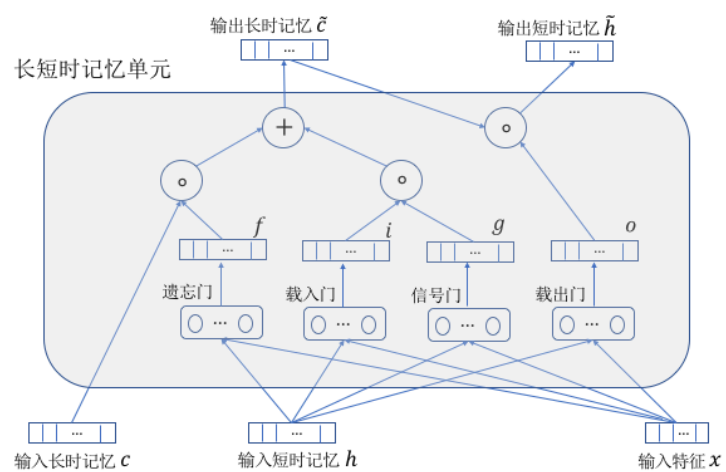 输出长时记忆 c̃
输出短时记忆 h̃
...
...
长短时记忆单元
+
f
i
g
o
...
...
...
...
遗忘门
载入门
信号门
载出门
...
...
...
...
...
...
...
输入长时记忆 c
输入短时记忆 h
输入特征 x